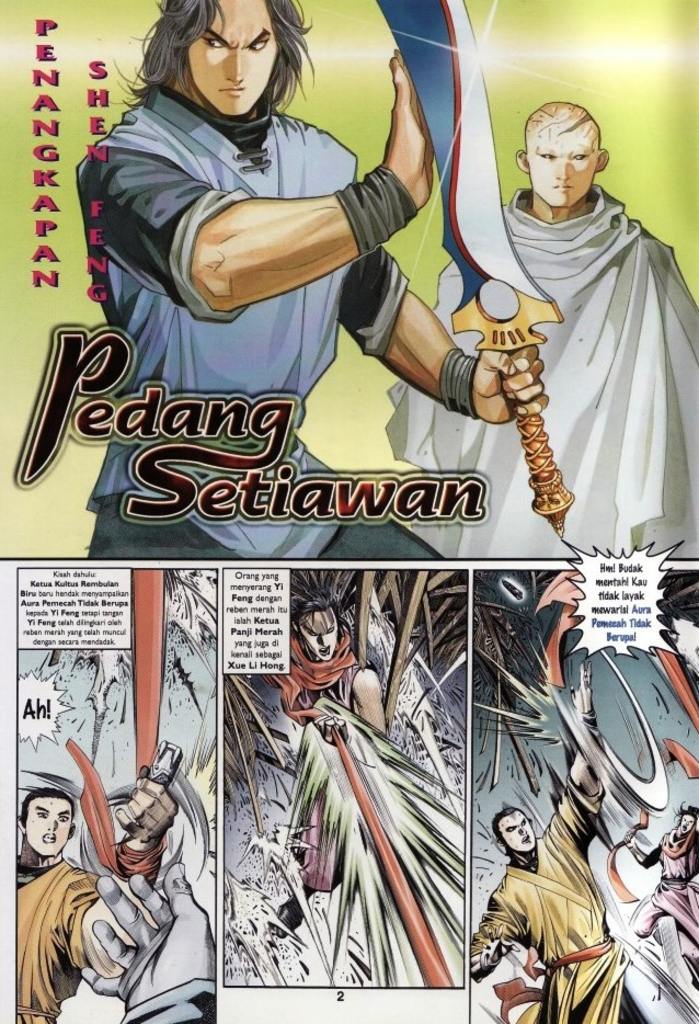 PENANGKAPAN
SHEN FENG
Pedang
Setiawan
Kisah dahulu:
Ketua Kultus Rembulan
Biru baru hendak menyampaikan
Aura Pemecah Tidak Berupa
kepada Yi Feng tetapi tangan
Yi Feng telah dilingkari oleh
reben merah yang telah muncul
dengan secara mendadak.
Ah!
Orang yang
menyerang Yi
Feng dengan
reben merah itu
ialah Ketua
Panji Merah
yang juga di
kenali sebagai
Xue Li Hong.
Hm! Budak
mentah! Kau
tidak layak
mewarisi Aura
Pemecah Tidak
Berupa!
2